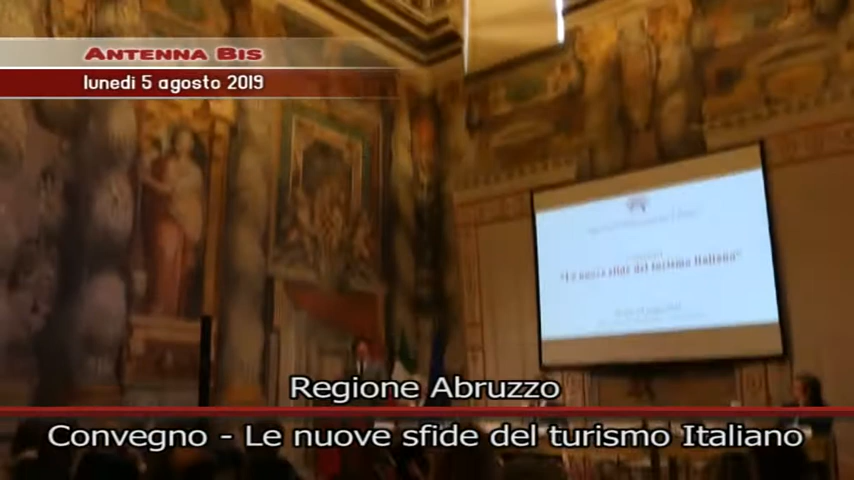 Antenna Bis
lunedì 5 agosto 2019
"Le nuove sfide del turismo Italiano"
Regione Abruzzo
Convegno - Le nuove sfide del turismo Italiano